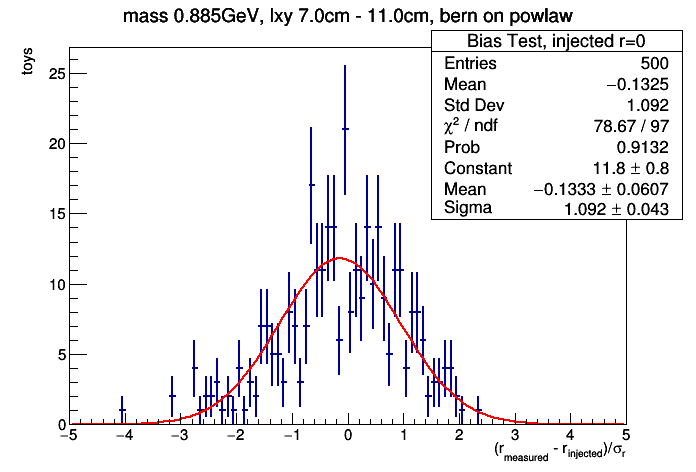 mass 0.885GeV, lxy 7.0cm - 11.0cm, bern on powlaw
Bias Test, injected r=0
Entries 500
Mean −0.1325
Std Dev 1.092
χ² / ndf 78.67 / 97
Prob 0.9132
Constant 11.8 ± 0.8
Mean −0.1333 ± 0.0607
Sigma 1.092 ± 0.043
toys
25
20
15
10
5
0
−5 −4 −3 −2 −1 0 1 2 3 4 5
(r_measured - r_injected)/σ_r